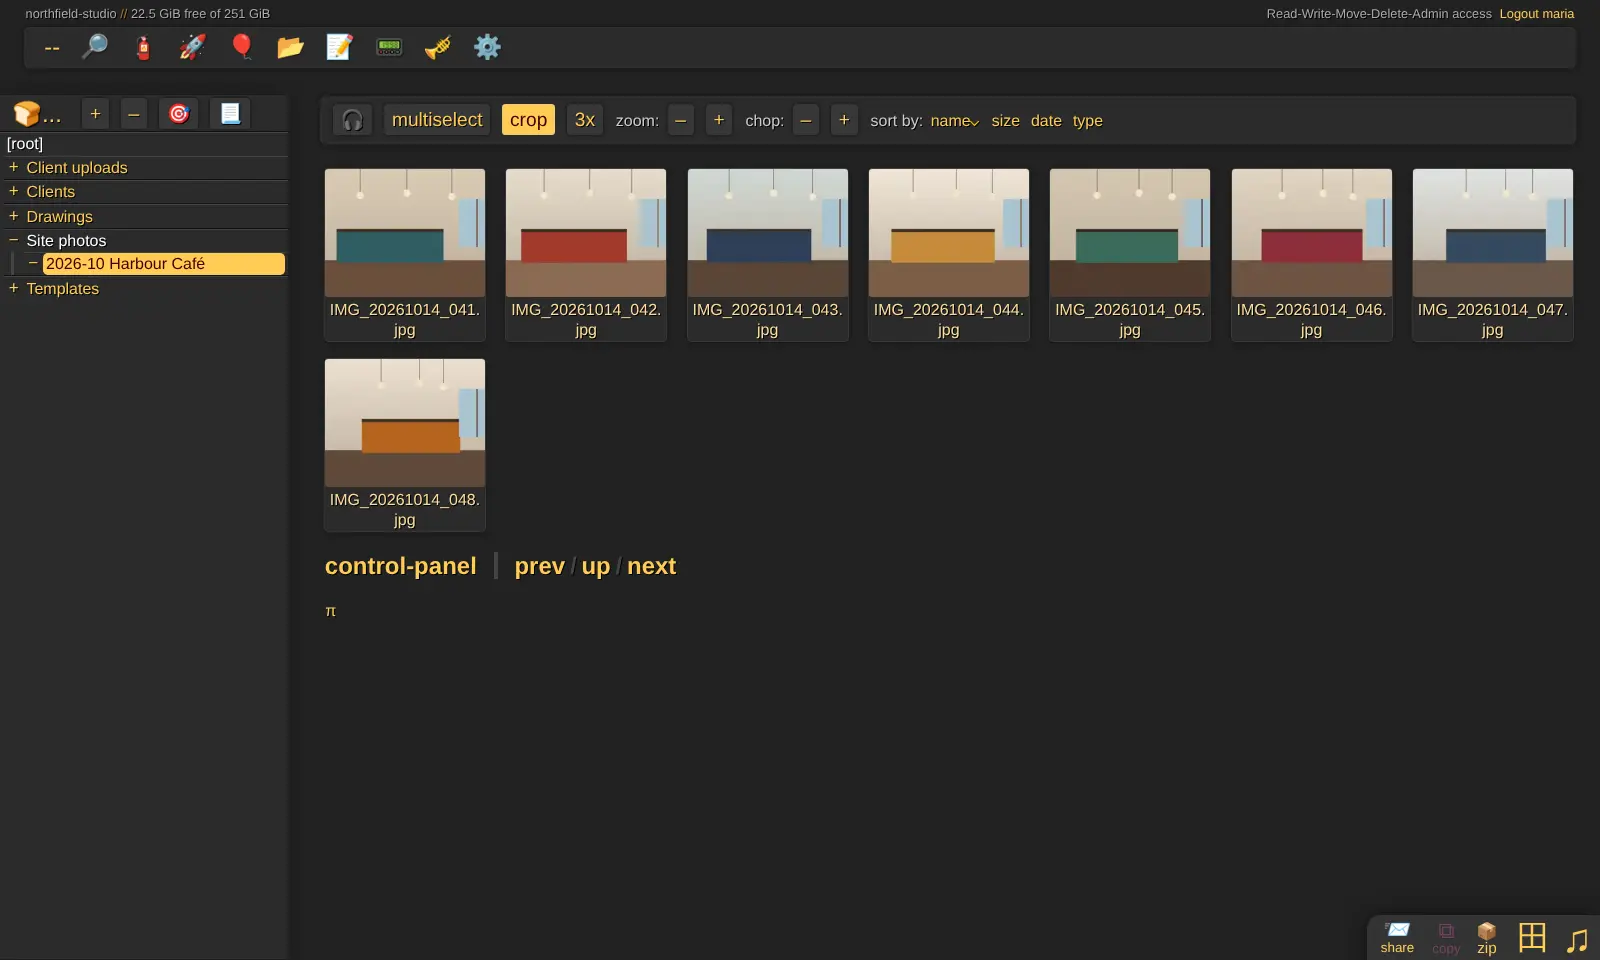 northfield-studio // 22.5 GiB free of 251 GiB
Read-Write-Move-Delete-Admin access Logout maria
--
... + – 
multiselect crop 3x zoom: – + chop: – + sort by: name size date type
[root]
+ Client uploads
+ Clients
+ Drawings
– Site photos
– 2026-10 Harbour Café
+ Templates
IMG_20261014_041.
jpg
IMG_20261014_042.
jpg
IMG_20261014_043.
jpg
IMG_20261014_044.
jpg
IMG_20261014_045.
jpg
IMG_20261014_046.
jpg
IMG_20261014_047.
jpg
IMG_20261014_048.
jpg
control-panel | prev / up / next
π
share copy zip 田 ♫